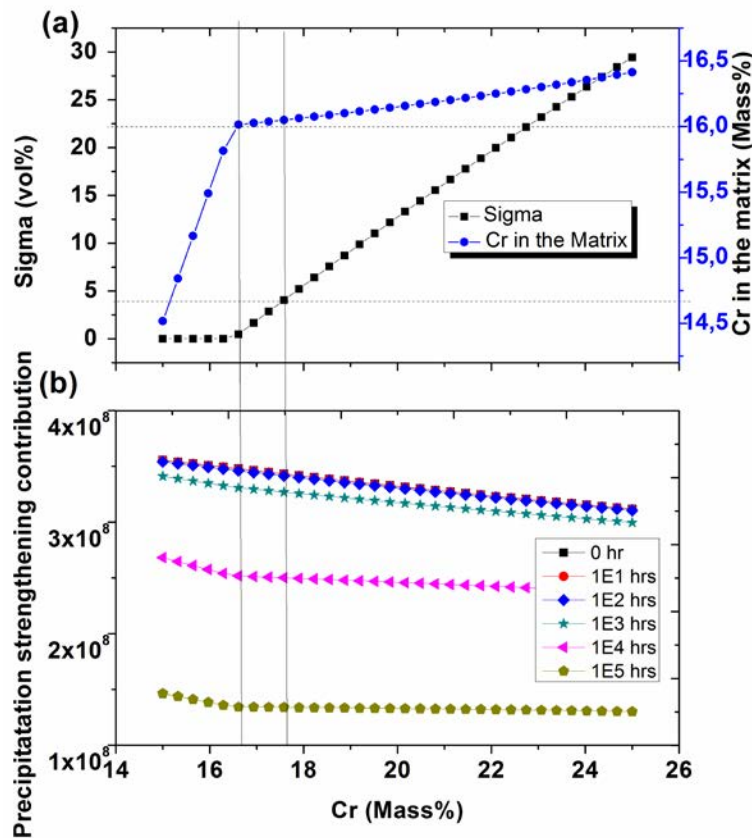 (a)
30
25
20
15
10
5
0
Sigma (vol%)
16,5
16,0
15,5
15,0
14,5
Cr in the matrix (Mass%)
Sigma
Cr in the Matrix
(b)
4x10⁸
3x10⁸
2x10⁸
1x10⁸
Precipitatation strengthening contribution
0 hr
1E1 hrs
1E2 hrs
1E3 hrs
1E4 hrs
1E5 hrs
14 16 18 20 22 24 26
Cr (Mass%)